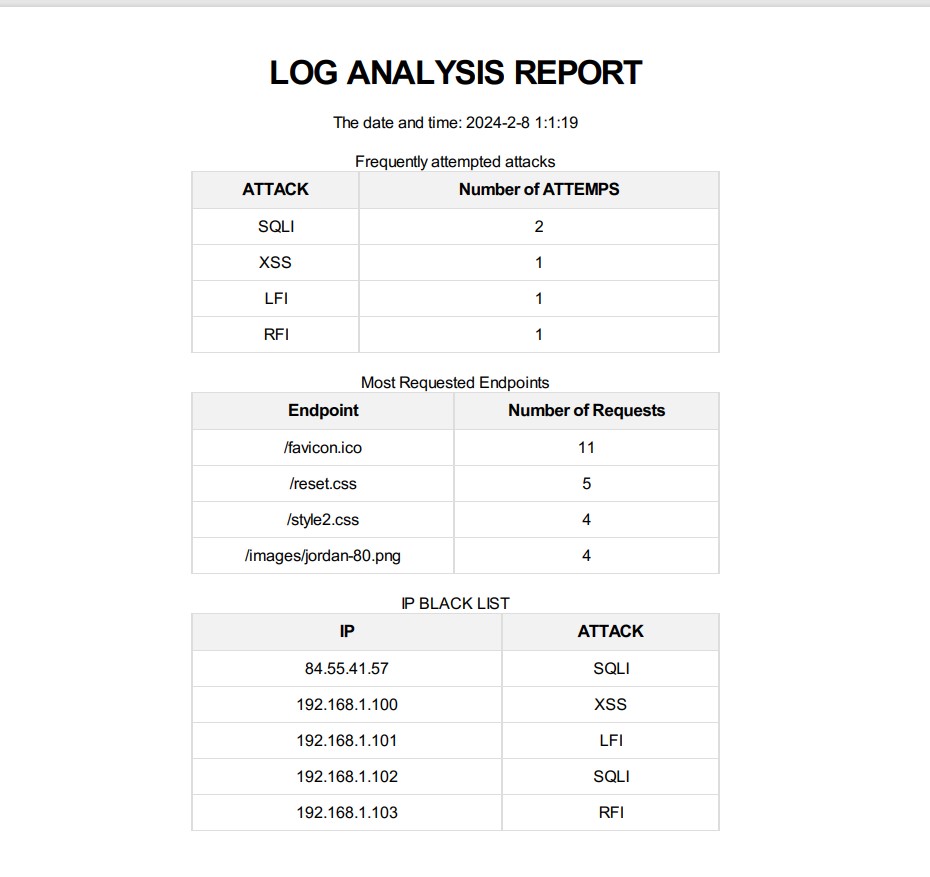 LOG ANALYSIS REPORT
The date and time: 2024-2-8 1:1:19
Frequently attempted attacks
ATTACK Number of ATTEMPS
SQLI 2
XSS 1
LFI 1
RFI 1
Most Requested Endpoints
Endpoint Number of Requests
/favicon.ico 11
/reset.css 5
/style2.css 4
/images/jordan-80.png 4
IP BLACK LIST
IP ATTACK
84.55.41.57 SQLI
192.168.1.100 XSS
192.168.1.101 LFI
192.168.1.102 SQLI
192.168.1.103 RFI